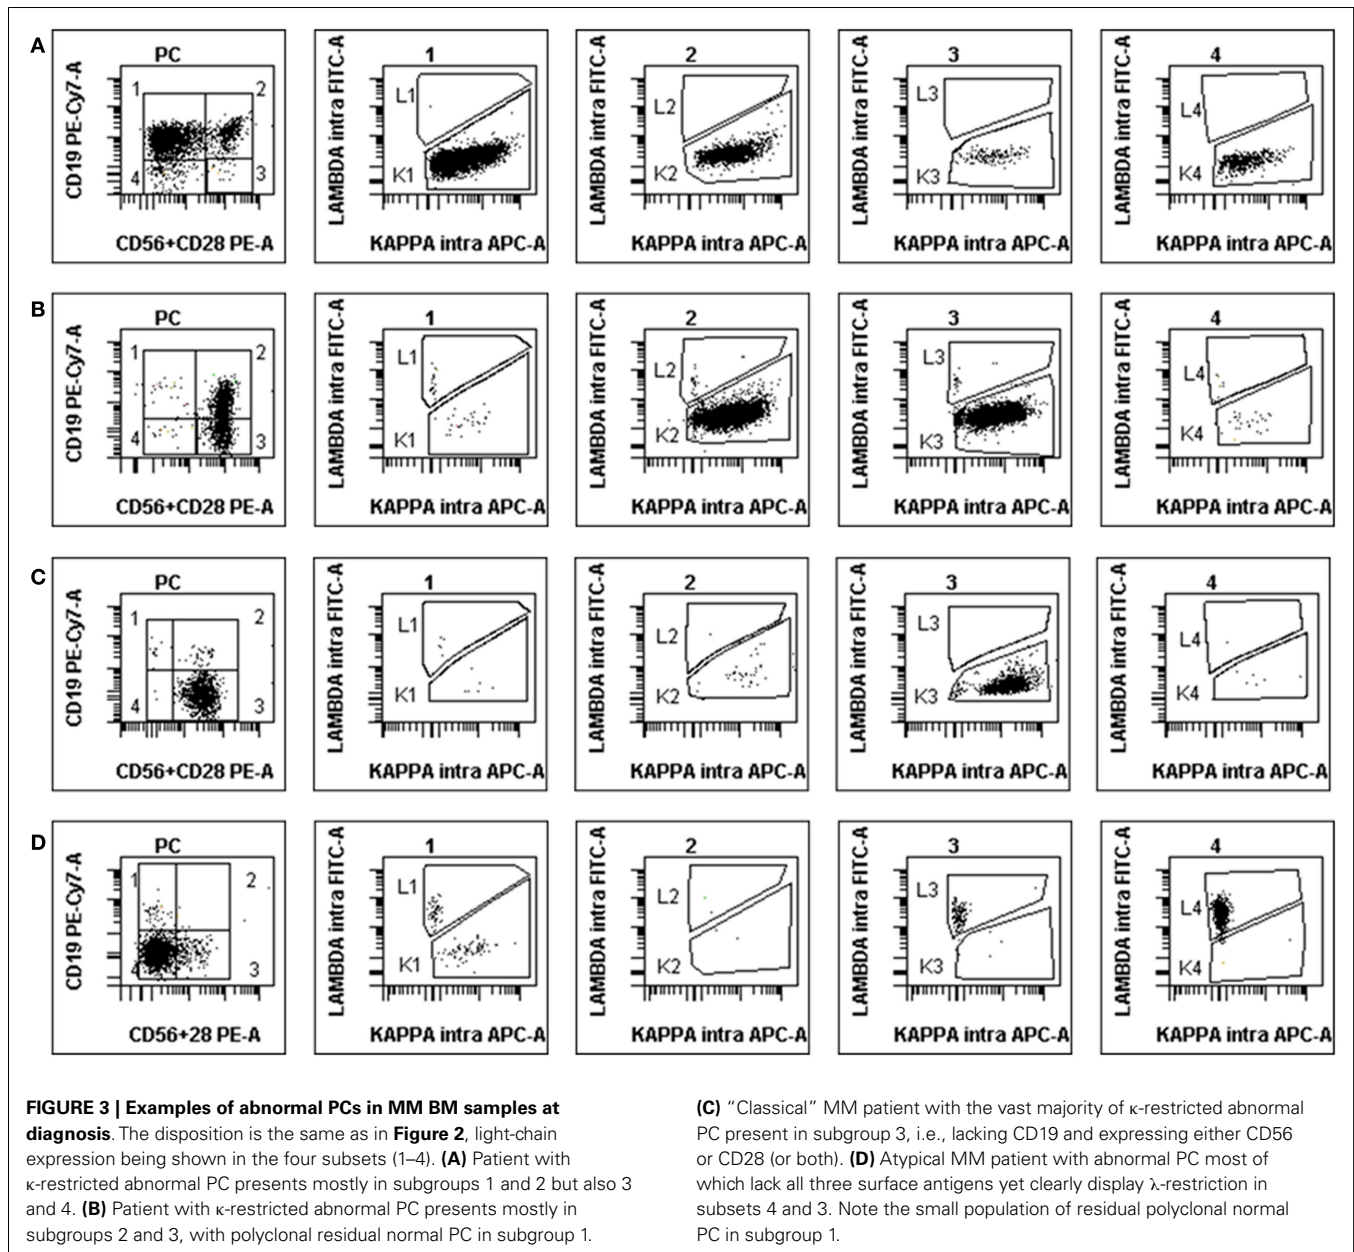 A
PC
1
2
3
4
CD19 PE-Cy7-A
CD56+CD28 PE-A
1
L1
K1
LAMBDA intra FITC-A
KAPPA intra APC-A
2
L2
K2
LAMBDA intra FITC-A
KAPPA intra APC-A
3
L3
K3
LAMBDA intra FITC-A
KAPPA intra APC-A
4
L4
K4
LAMBDA intra FITC-A
KAPPA intra APC-A
B
PC
1
2
3
4
CD19 PE-Cy7-A
CD56+CD28 PE-A
1
L1
K1
LAMBDA intra FITC-A
KAPPA intra APC-A
2
L2
K2
LAMBDA intra FITC-A
KAPPA intra APC-A
3
L3
K3
LAMBDA intra FITC-A
KAPPA intra APC-A
4
L4
K4
LAMBDA intra FITC-A
KAPPA intra APC-A
C
PC
1
2
3
4
CD19 PE-Cy7-A
CD56+CD28 PE-A
1
L1
K1
LAMBDA intra FITC-A
KAPPA intra APC-A
2
L2
K2
LAMBDA intra FITC-A
KAPPA intra APC-A
3
L3
K3
LAMBDA intra FITC-A
KAPPA intra APC-A
4
L4
K4
LAMBDA intra FITC-A
KAPPA intra APC-A
D
PC
1
2
3
4
CD19 PE-Cy7-A
CD56+28 PE-A
1
L1
K1
LAMBDA intra FITC-A
KAPPA intra APC-A
2
L2
K2
LAMBDA intra FITC-A
KAPPA intra APC-A
3
L3
K3
LAMBDA intra FITC-A
KAPPA intra APC-A
4
L4
K4
LAMBDA intra FITC-A
KAPPA intra APC-A
FIGURE 3 | Examples of abnormal PCs in MM BM samples at
diagnosis. The disposition is the same as in Figure 2, light-chain
expression being shown in the four subsets (1–4). (A) Patient with
κ-restricted abnormal PC presents mostly in subgroups 1 and 2 but also 3
and 4. (B) Patient with κ-restricted abnormal PC presents mostly in
subgroups 2 and 3, with polyclonal residual normal PC in subgroup 1.
(C) “Classical” MM patient with the vast majority of κ-restricted abnormal
PC present in subgroup 3, i.e., lacking CD19 and expressing either CD56
or CD28 (or both). (D) Atypical MM patient with abnormal PC most of
which lack all three surface antigens yet clearly display λ-restriction in
subsets 4 and 3. Note the small population of residual polyclonal normal
PC in subgroup 1.